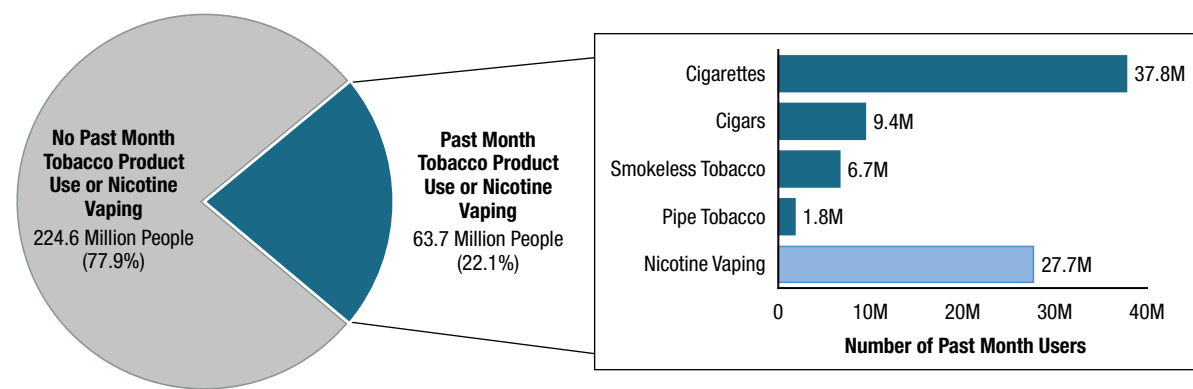 No Past Month
Tobacco Product
Use or Nicotine
Vaping
224.6 Million People
(77.9%)
Past Month
Tobacco Product
Use or Nicotine
Vaping
63.7 Million People
(22.1%)
Cigarettes 37.8M
Cigars 9.4M
Smokeless Tobacco 6.7M
Pipe Tobacco 1.8M
Nicotine Vaping 27.7M
0 10M 20M 30M 40M
Number of Past Month Users